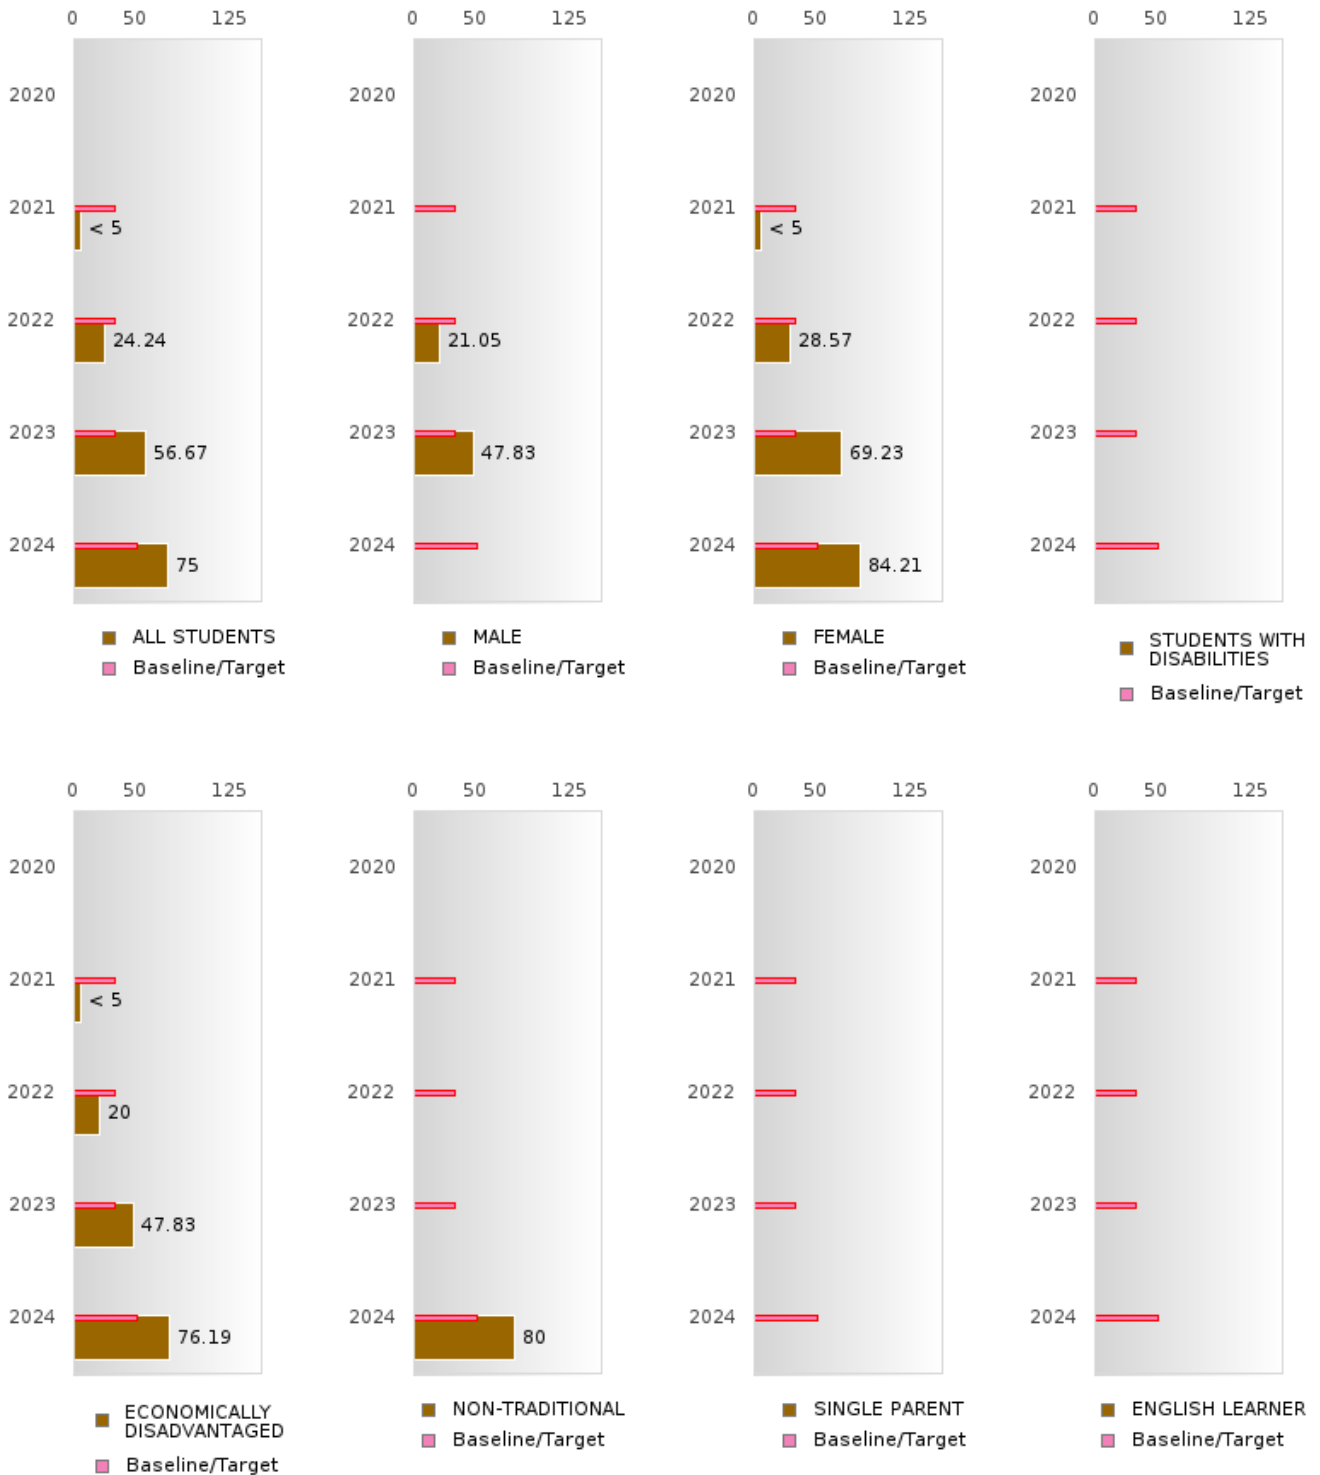 0 50 125
2020
2021
< 5
2022
24.24
2023
56.67
2024
75
ALL STUDENTS
Baseline/Target
0 50 125
2020
2021
2022
21.05
2023
47.83
2024
MALE
Baseline/Target
0 50 125
2020
2021
< 5
2022
28.57
2023
69.23
2024
84.21
FEMALE
Baseline/Target
0 50 125
2020
2021
2022
2023
2024
STUDENTS WITH
DISABILITIES
Baseline/Target
0 50 125
2020
2021
< 5
2022
20
2023
47.83
2024
76.19
ECONOMICALLY
DISADVANTAGED
Baseline/Target
0 50 125
2020
2021
2022
2023
2024
80
NON-TRADITIONAL
Baseline/Target
0 50 125
2020
2021
2022
2023
2024
SINGLE PARENT
Baseline/Target
0 50 125
2020
2021
2022
2023
2024
ENGLISH LEARNER
Baseline/Target